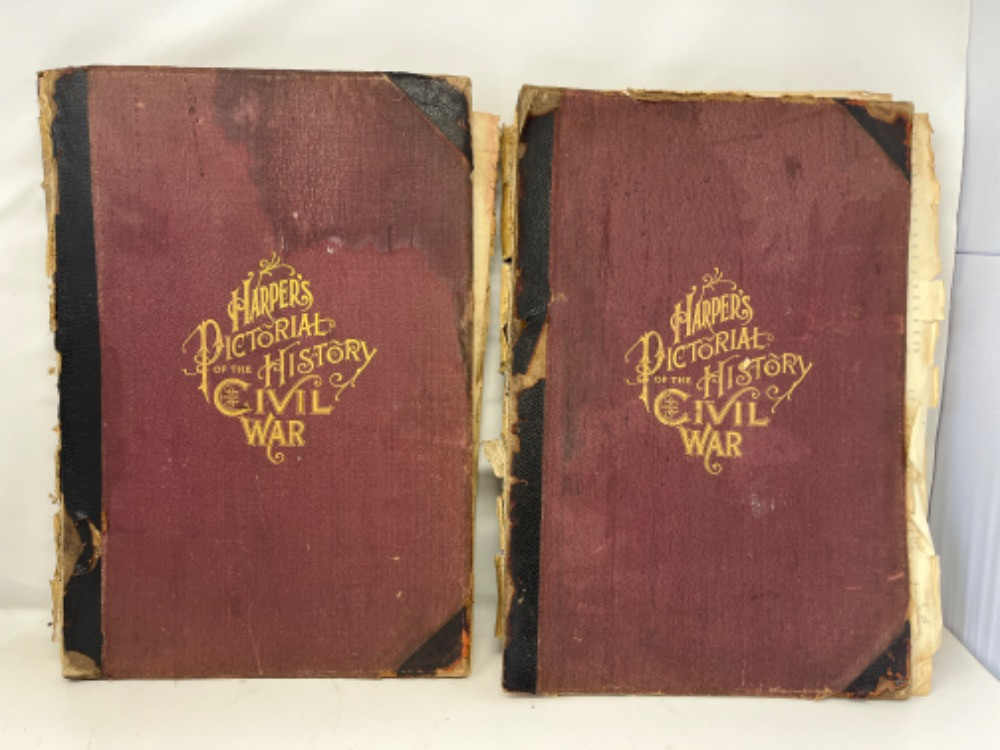 HARPER'S
PICTORIAL
OF THE HISTORY
CIVIL
WAR
HARPER'S
PICTORIAL
OF THE HISTORY
CIVIL
WAR